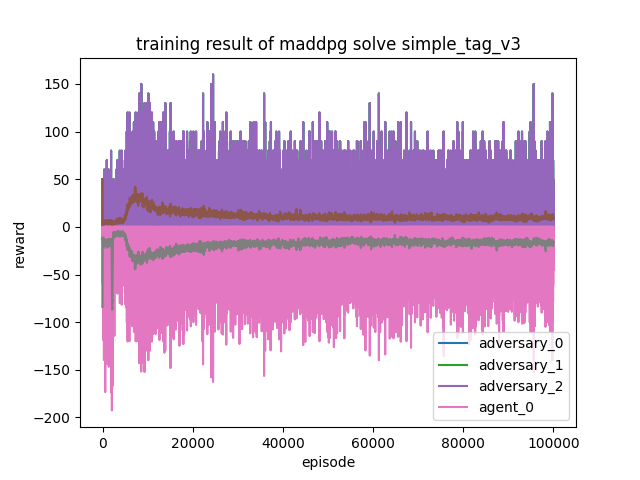 training result of maddpg solve simple_tag_v3
reward
150
100
50
0
−50
−100
−150
−200
adversary_0
adversary_1
adversary_2
agent_0
0
20000
40000
60000
80000
100000
episode